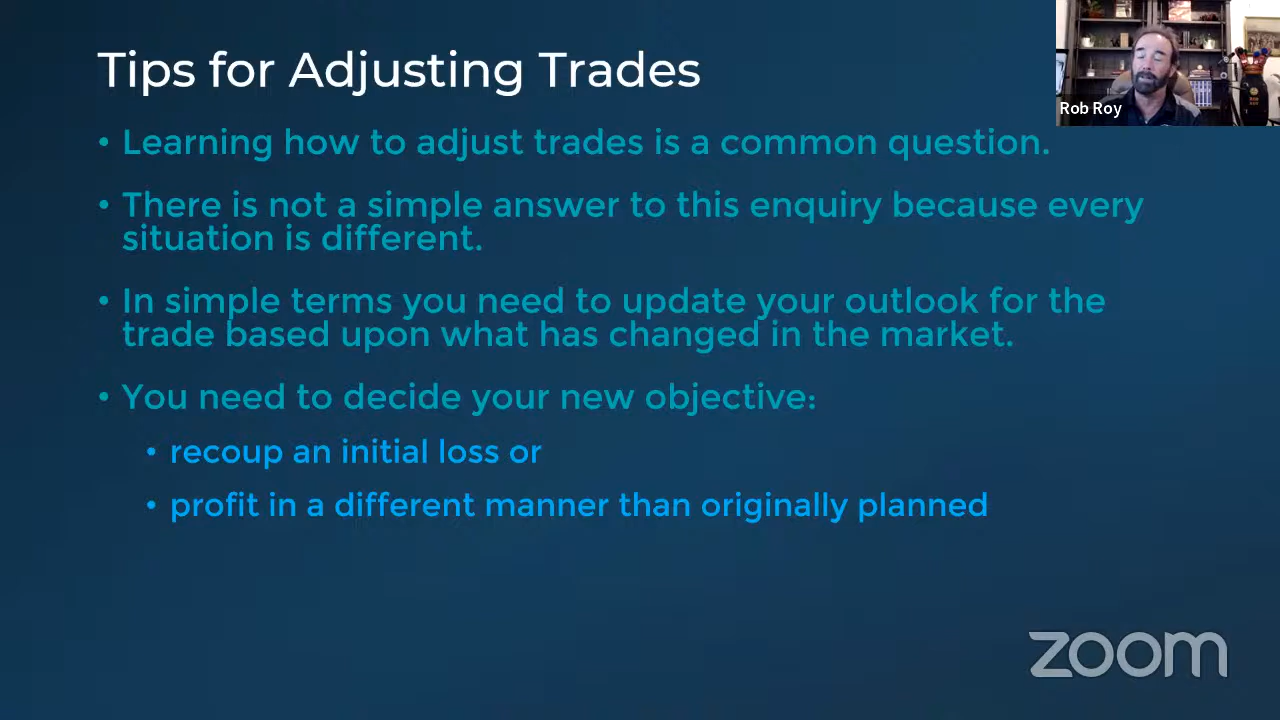 Tips for Adjusting Trades
Rob Roy
• Learning how to adjust trades is a common question.
• There is not a simple answer to this enquiry because every
situation is different.
• In simple terms you need to update your outlook for the
trade based upon what has changed in the market.
• You need to decide your new objective:
• recoup an initial loss or
• profit in a different manner than originally planned
zoom